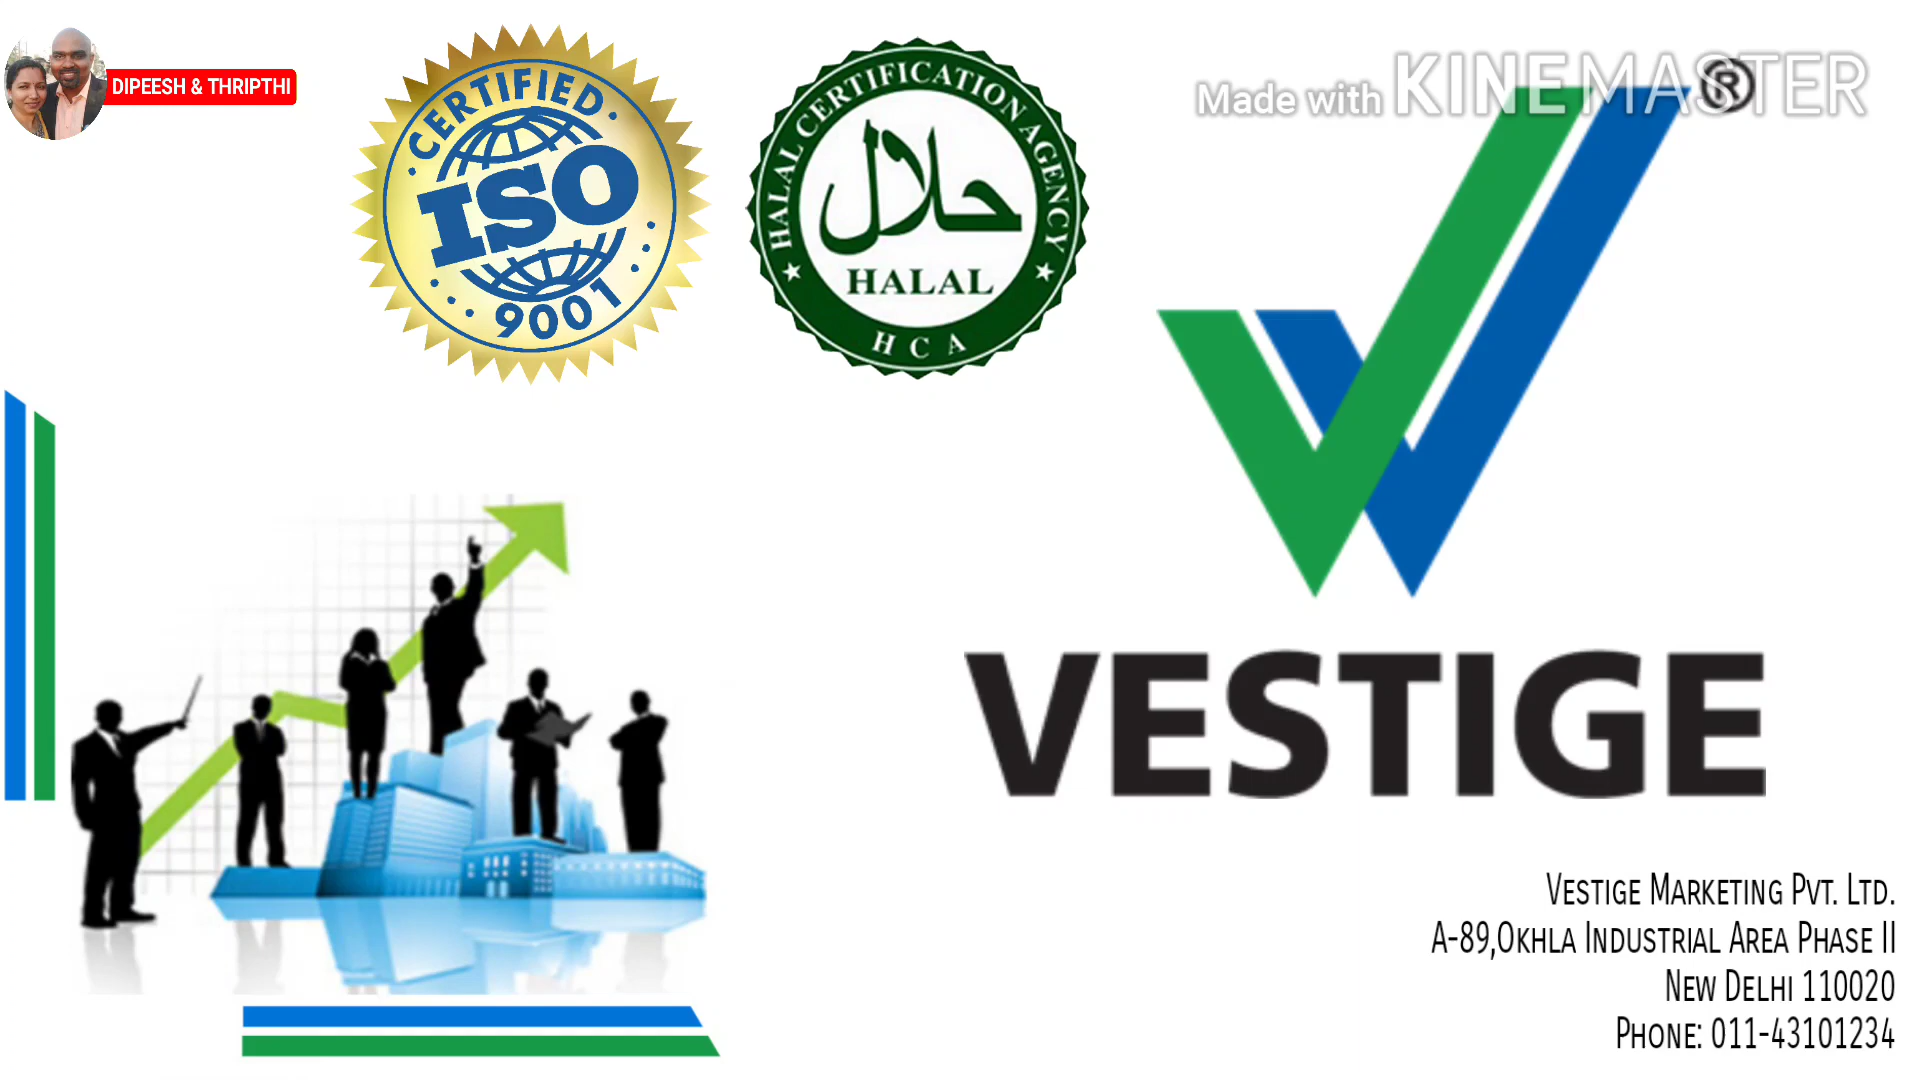 DIPEESH & THRIPTHI
CERTIFIED
ISO
9001
HALAL CERTIFICATION AGENCY
حلال
HALAL
HCA
Made with KINEMASTER
®
VESTIGE
Vestige Marketing Pvt. Ltd.
A-89,Okhla Industrial Area Phase II
New Delhi 110020
Phone: 011-43101234